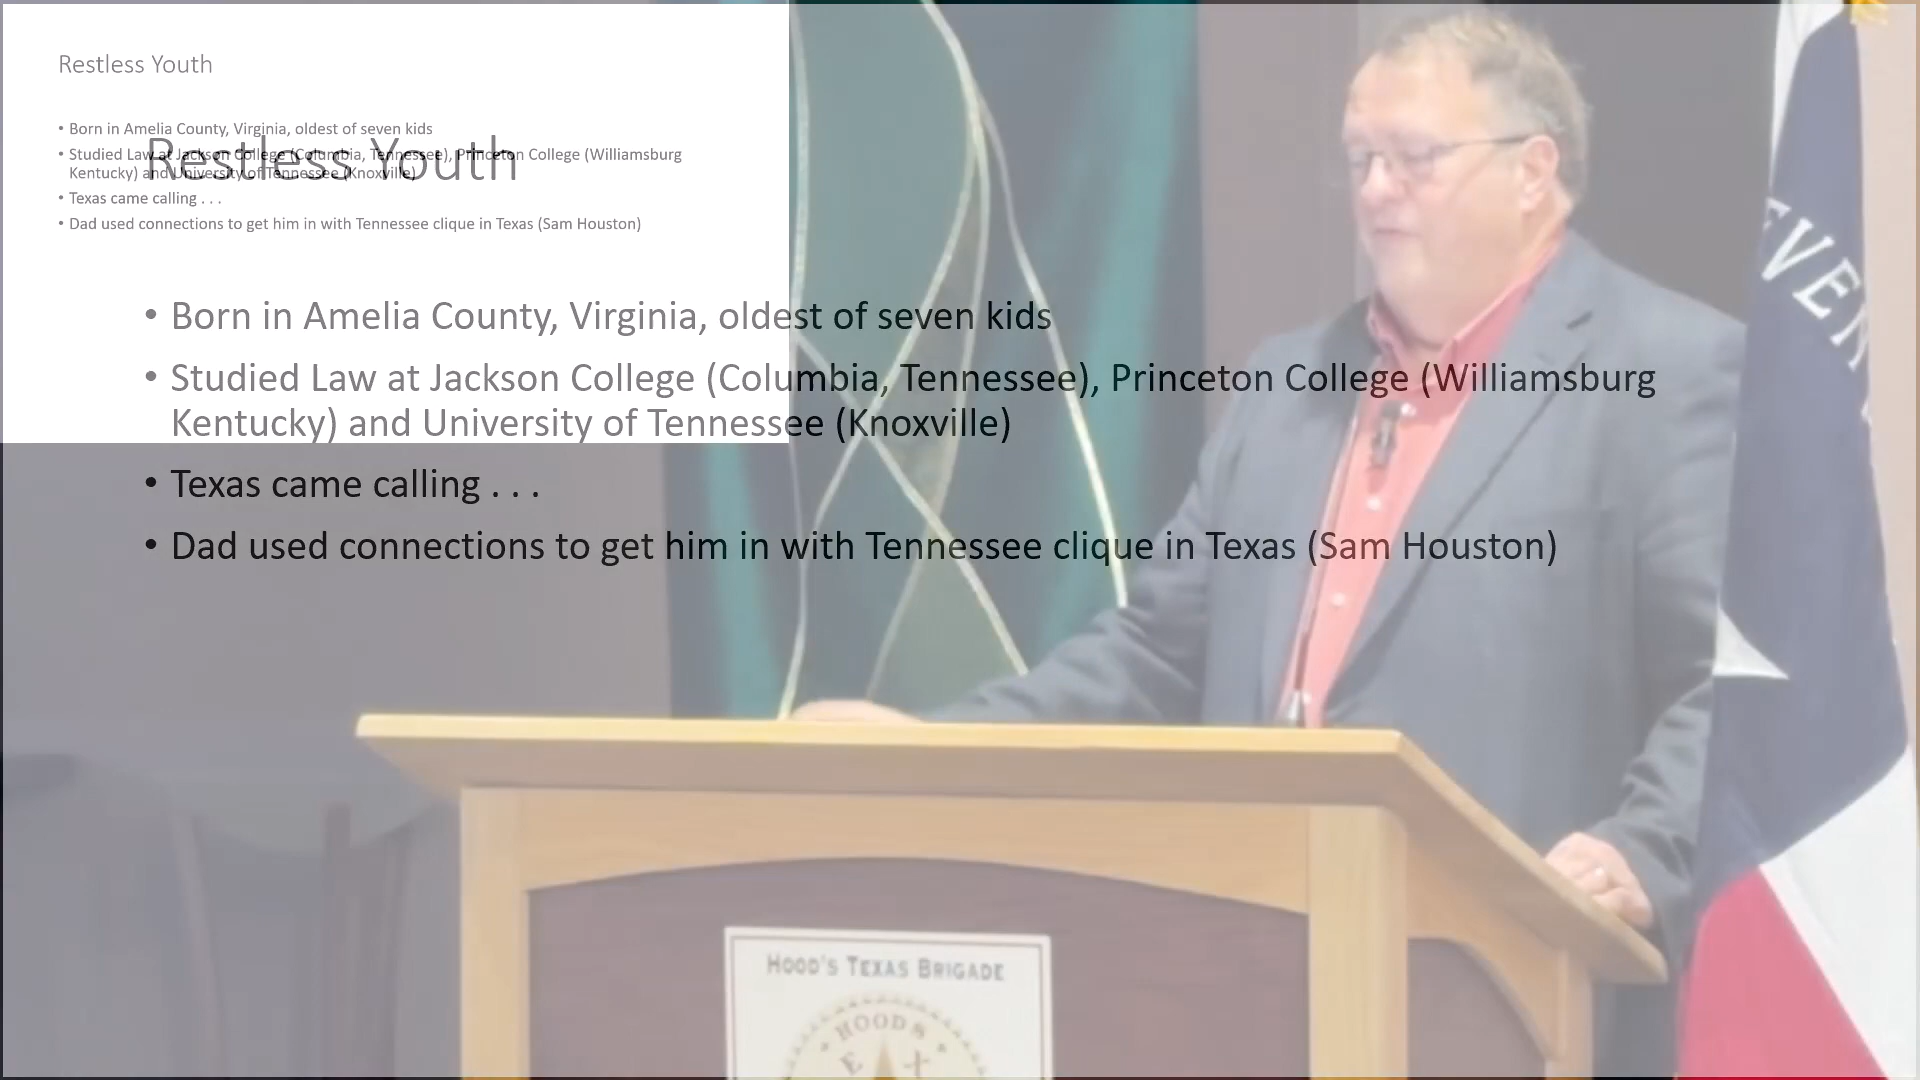 Restless Youth
• Born in Amelia County, Virginia, oldest of seven kids
• Studied Law at Jackson College (Columbia, Tennessee), Princeton College (Williamsburg
Kentucky) and University of Tennessee (Knoxville)
• Texas came calling . . .
• Dad used connections to get him in with Tennessee clique in Texas (Sam Houston)
Restless Youth
• Born in Amelia County, Virginia, oldest of seven kids
• Studied Law at Jackson College (Columbia, Tennessee), Princeton College (Williamsburg
Kentucky) and University of Tennessee (Knoxville)
• Texas came calling . . .
• Dad used connections to get him in with Tennessee clique in Texas (Sam Houston)
HOOD'S TEXAS BRIGADE
HOODS